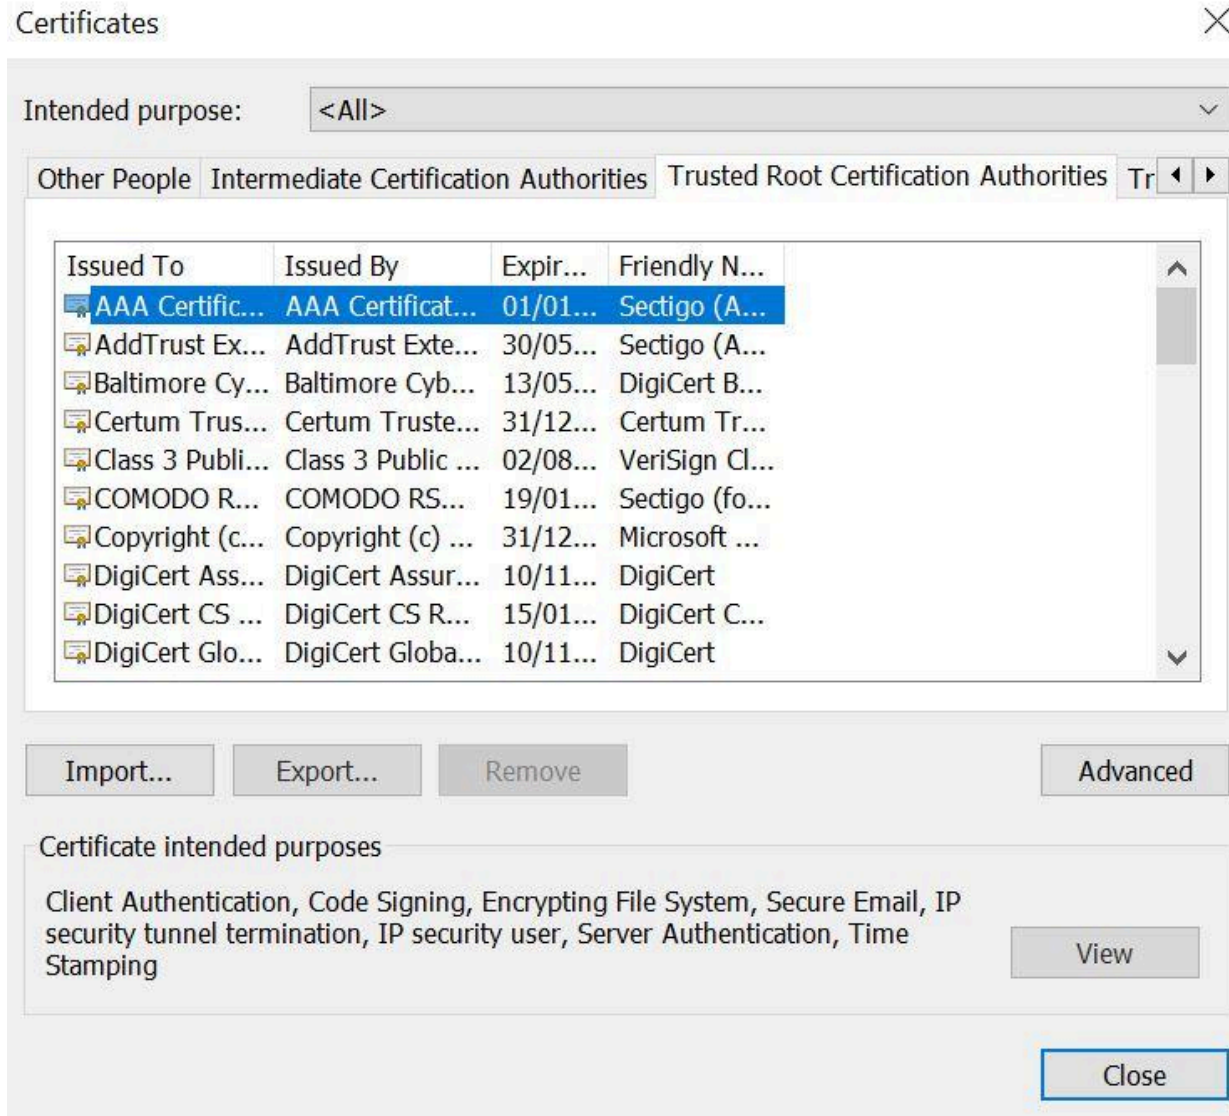 Certificates
Intended purpose: <All>
Other People Intermediate Certification Authorities Trusted Root Certification Authorities Tr
Issued To Issued By Expir... Friendly N...
AAA Certific... AAA Certificat... 01/01... Sectigo (A...
AddTrust Ex... AddTrust Exte... 30/05... Sectigo (A...
Baltimore Cy... Baltimore Cyb... 13/05... DigiCert B...
Certum Trus... Certum Truste... 31/12... Certum Tr...
Class 3 Publi... Class 3 Public ... 02/08... VeriSign Cl...
COMODO R... COMODO RS... 19/01... Sectigo (fo...
Copyright (c... Copyright (c) ... 31/12... Microsoft ...
DigiCert Ass... DigiCert Assur... 10/11... DigiCert
DigiCert CS ... DigiCert CS R... 15/01... DigiCert C...
DigiCert Glo... DigiCert Globa... 10/11... DigiCert
Import... Export... Remove Advanced
Certificate intended purposes
Client Authentication, Code Signing, Encrypting File System, Secure Email, IP
security tunnel termination, IP security user, Server Authentication, Time
Stamping
View
Close